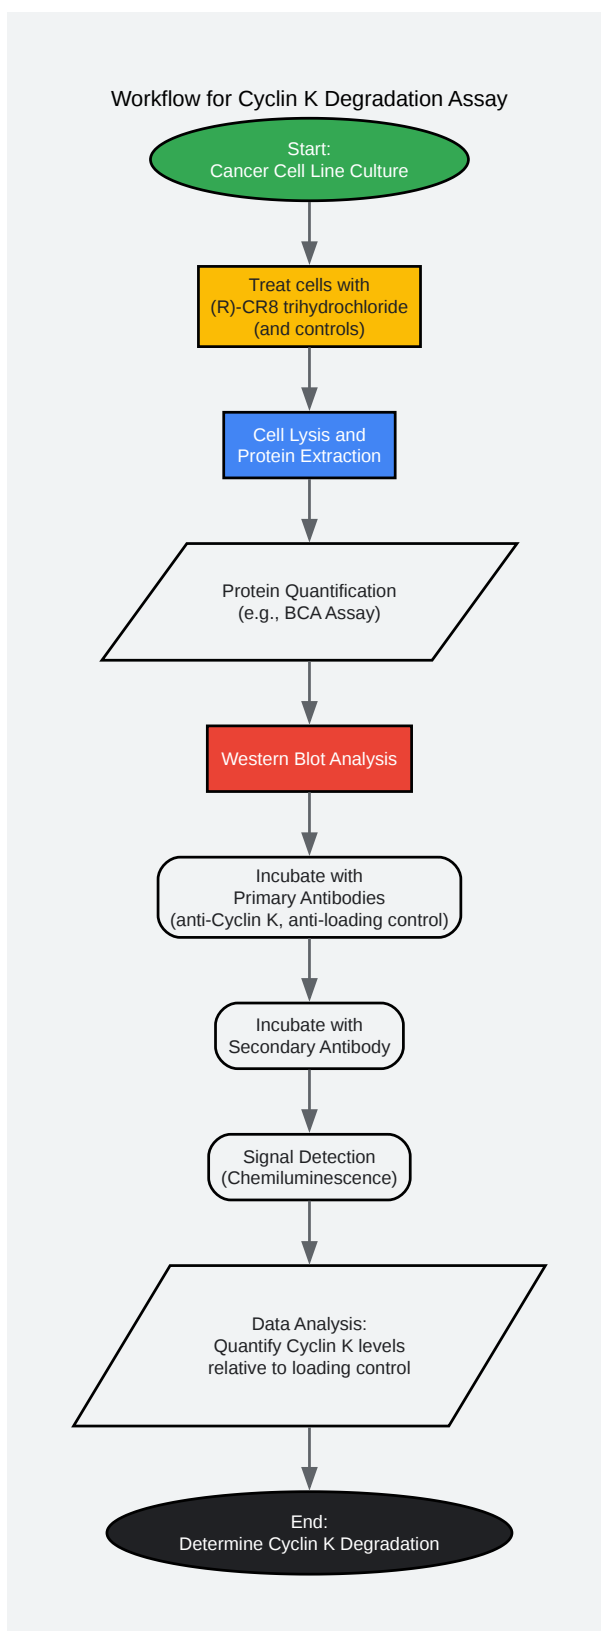 Workflow for Cyclin K Degradation Assay
Start:
Cancer Cell Line Culture
Treat cells with
(R)-CR8 trihydrochloride
(and controls)
Cell Lysis and
Protein Extraction
Protein Quantification
(e.g., BCA Assay)
Western Blot Analysis
Incubate with
Primary Antibodies
(anti-Cyclin K, anti-loading control)
Incubate with
Secondary Antibody
Signal Detection
(Chemiluminescence)
Data Analysis:
Quantify Cyclin K levels
relative to loading control
End:
Determine Cyclin K Degradation